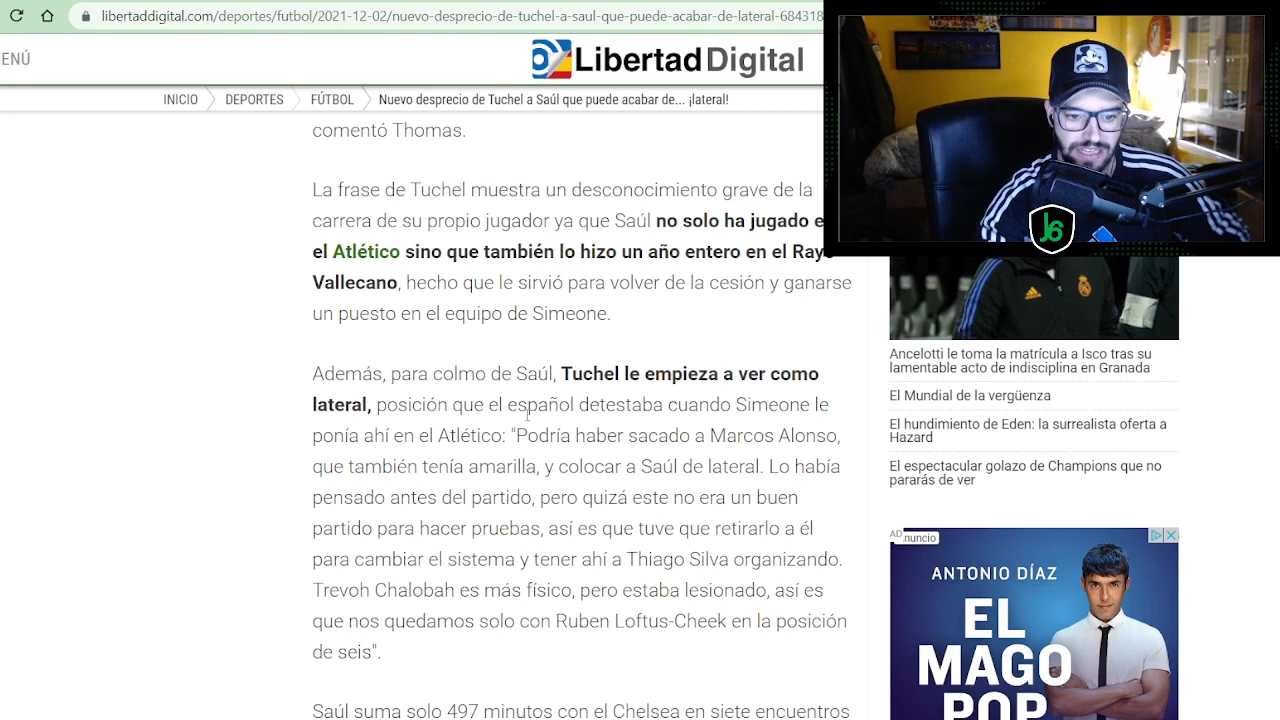 libertaddigital.com/deportes/futbol/2021-12-02/nuevo-desprecio-de-tuchel-a-saul-que-puede-acabar-de-lateral-684318
ENÚ
Libertad Digital
INICIO
DEPORTES
FÚTBOL
Nuevo desprecio de Tuchel a Saúl que puede acabar de... ¡lateral!
comentó Thomas.
La frase de Tuchel muestra un desconocimiento grave de la
carrera de su propio jugador ya que Saúl no solo ha jugado e
el Atlético sino que también lo hizo un año entero en el Rayo
Vallecano, hecho que le sirvió para volver de la cesión y ganarse
un puesto en el equipo de Simeone.
Además, para colmo de Saúl, Tuchel le empieza a ver como
lateral, posición que el español detestaba cuando Simeone le
ponía ahí en el Atlético: "Podría haber sacado a Marcos Alonso,
que también tenía amarilla, y colocar a Saúl de lateral. Lo había
pensado antes del partido, pero quizá este no era un buen
partido para hacer pruebas, así es que tuve que retirarlo a él
para cambiar el sistema y tener ahí a Thiago Silva organizando.
Trevoh Chalobah es más físico, pero estaba lesionado, así es
que nos quedamos solo con Ruben Loftus-Cheek en la posición
de seis".
Saúl suma solo 497 minutos con el Chelsea en siete encuentros
J6
Ancelotti le toma la matrícula a Isco tras su
lamentable acto de indisciplina en Granada
El Mundial de la vergüenza
El hundimiento de Eden: la surrealista oferta a
Hazard
El espectacular golazo de Champions que no
pararás de ver
AD
nuncio
ANTONIO DÍAZ
EL
MAGO
POP